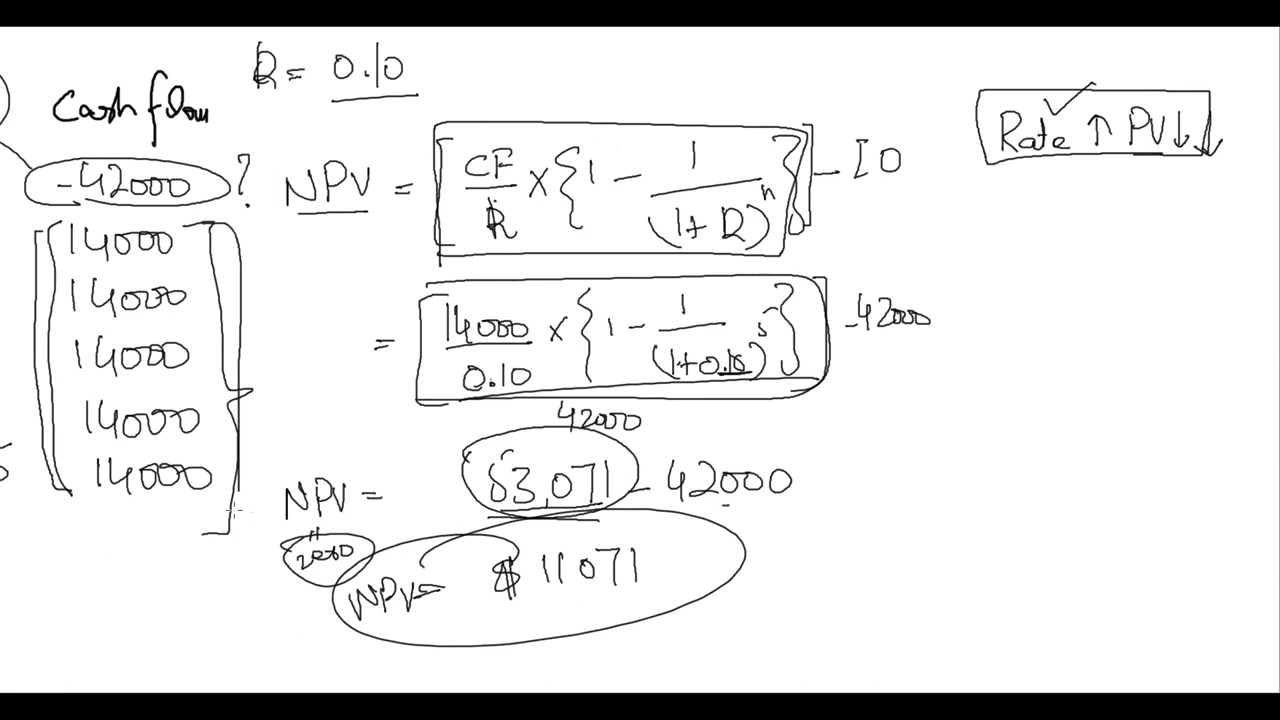 R = 0.10
Cash flow
Rate ↑ PV ↓↓
-42000 ?
NPV = [CF/R × {1 - 1/(1+R)^n}] - IO
14000
14000
14000
14000
14000
= [14000/0.10 × {1 - 1/(1+0.10)^5}] - 42000
42000
NPV = 53,071 - 42000
zero
NPV = $ 11071